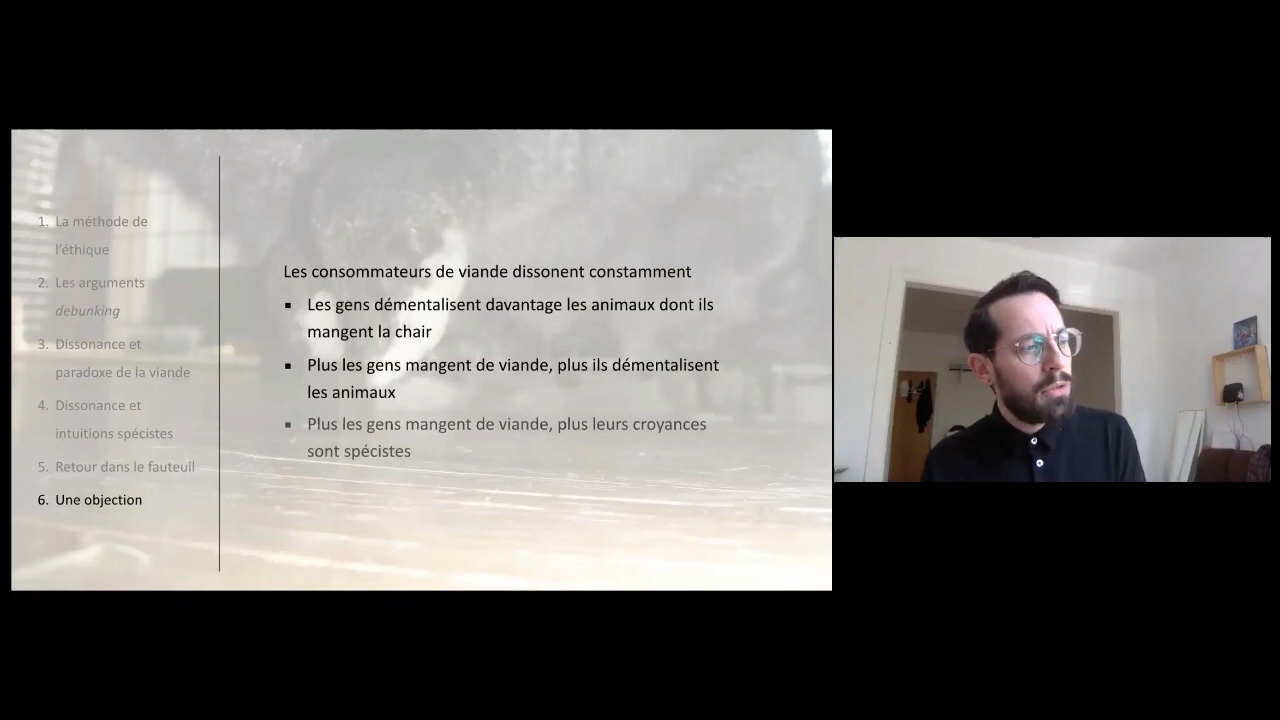 1. La méthode de
l'éthique
2. Les arguments
debunking
3. Dissonance et
paradoxe de la viande
4. Dissonance et
intuitions spécistes
5. Retour dans le fauteuil
6. Une objection
Les consommateurs de viande dissonent constamment
▪ Les gens démentalisent davantage les animaux dont ils
mangent la chair
▪ Plus les gens mangent de viande, plus ils démentalisent
les animaux
▪ Plus les gens mangent de viande, plus leurs croyances
sont spécistes